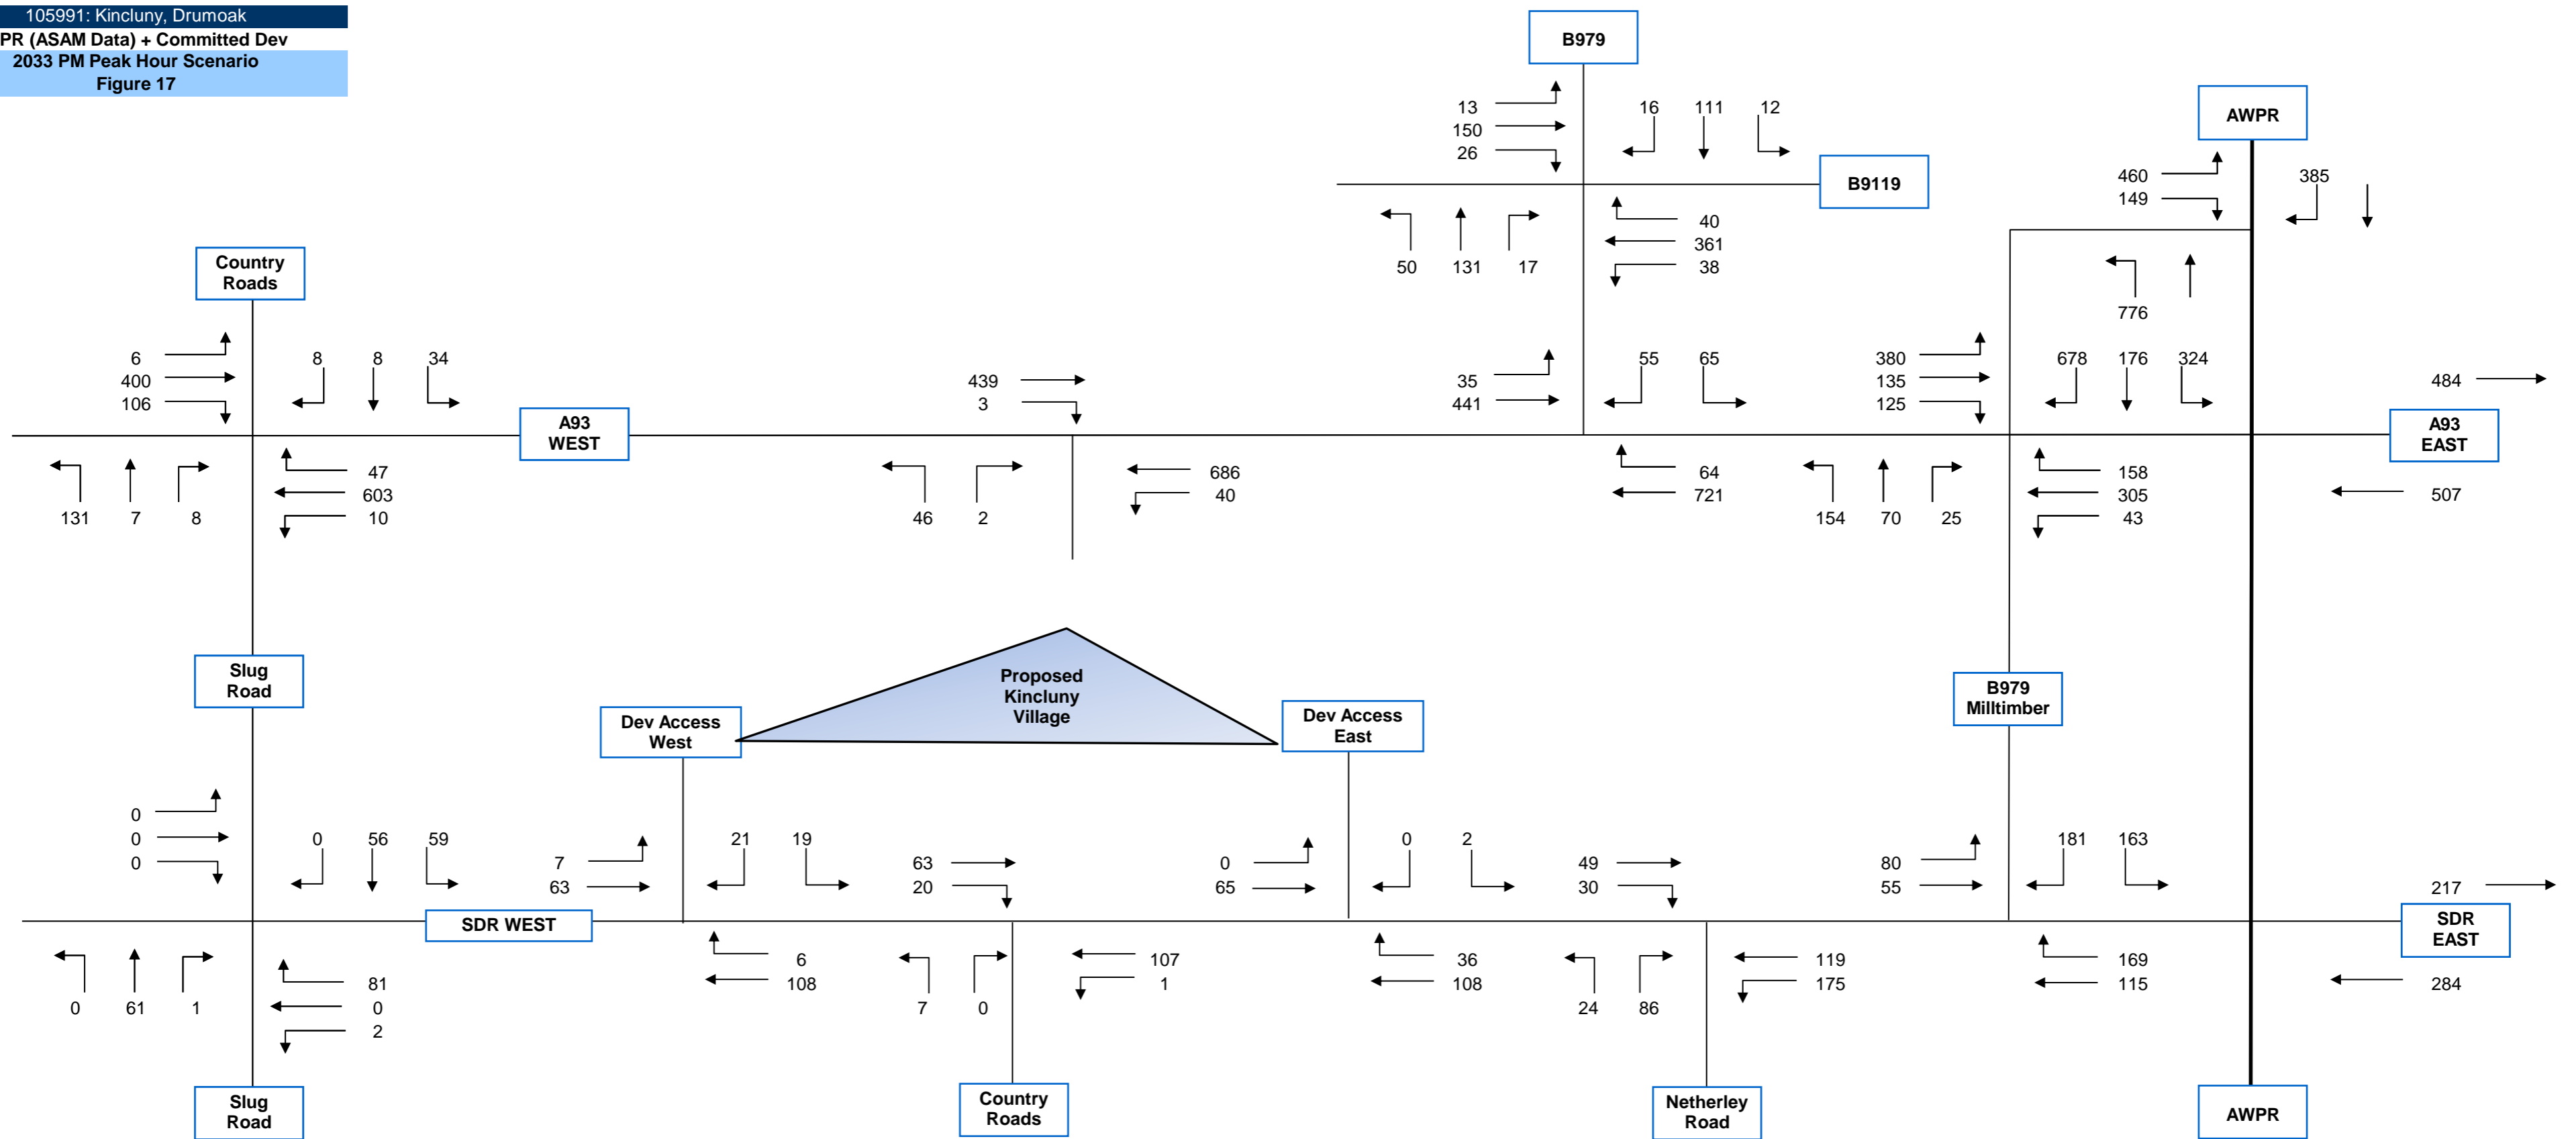 105991: Kincluny, Drumoak
PR (ASAM Data) + Committed Dev
2033 PM Peak Hour Scenario
Figure 17
B979
13
150
26
16 111 12
B9119
50 131 17
40
361
38
AWPR
460
149
385
776
Country
Roads
6
400
106
8 8 34
A93
WEST
131 7 8
47
603
10
439
3
46 2
686
40
35
441
55 65
64
721
380
135
125
678 176 324
154 70 25
158
305
43
484
A93
EAST
507
Slug
Road
Proposed
Kincluny
Village
Dev Access
West
Dev Access
East
B979
Milltimber
0
0
0
0 56 59
SDR WEST
0 61 1
81
0
2
7
63
21 19
6
108
63
20
7 0
107
1
0
65
0 2
36
108
49
30
24 86
119
175
80
55
181 163
169
115
217
SDR
EAST
284
Slug
Road
Country
Roads
Netherley
Road
AWPR